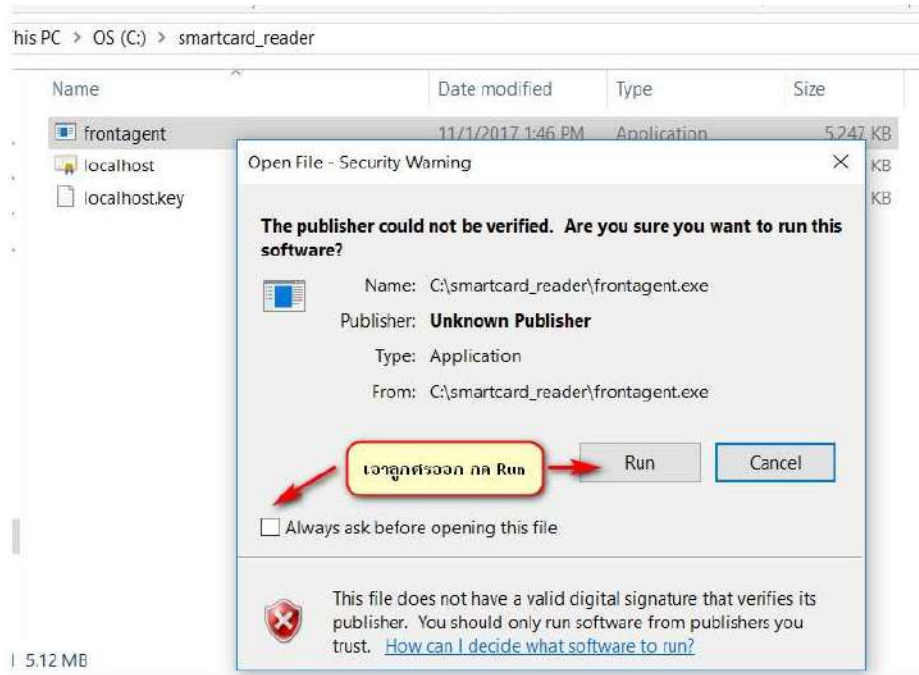 his PC > OS (C:) > smartcard_reader
Name Date modified Type Size
frontagent 11/1/2017 1:46 PM Application 5,247 KB
localhost KB
localhost.key KB
Open File - Security Warning
The publisher could not be verified. Are you sure you want to run this
software?
Name: C:\smartcard_reader\frontagent.exe
Publisher: Unknown Publisher
Type: Application
From: C:\smartcard_reader\frontagent.exe
เอาลูกศรออก กด Run
Run Cancel
Always ask before opening this file
This file does not have a valid digital signature that verifies its
publisher. You should only run software from publishers you
trust. How can I decide what software to run?
5.12 MB